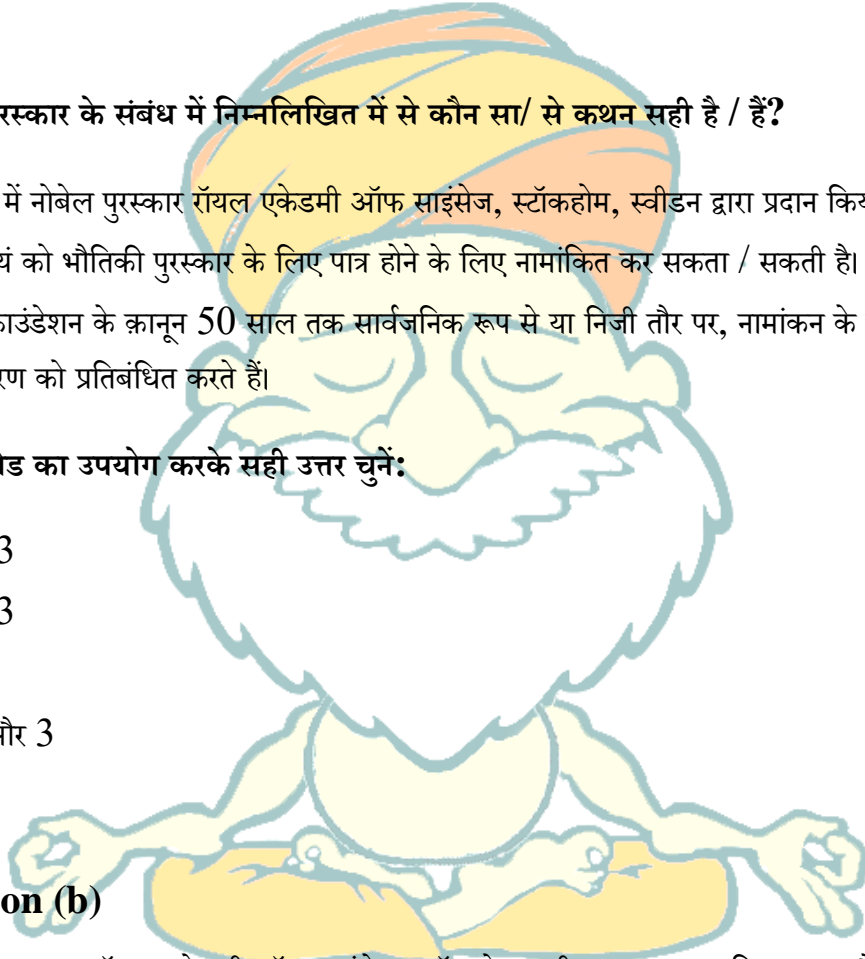 रस्कार के संबंध में निम्नलिखित में से कौन सा/ से कथन सही है / हैं?
में नोबेल पुरस्कार रॉयल एकेडमी ऑफ साइंसेज, स्टॉकहोम, स्वीडन द्वारा प्रदान किय
यं को भौतिकी पुरस्कार के लिए पात्र होने के लिए नामांकित कर सकता / सकती है।
फाउंडेशन के क़ानून 50 साल तक सार्वजनिक रूप से या निजी तौर पर, नामांकन के
रण को प्रतिबंधित करते हैं।
ोड का उपयोग करके सही उत्तर चुनें:
3
3
और 3
on (b)